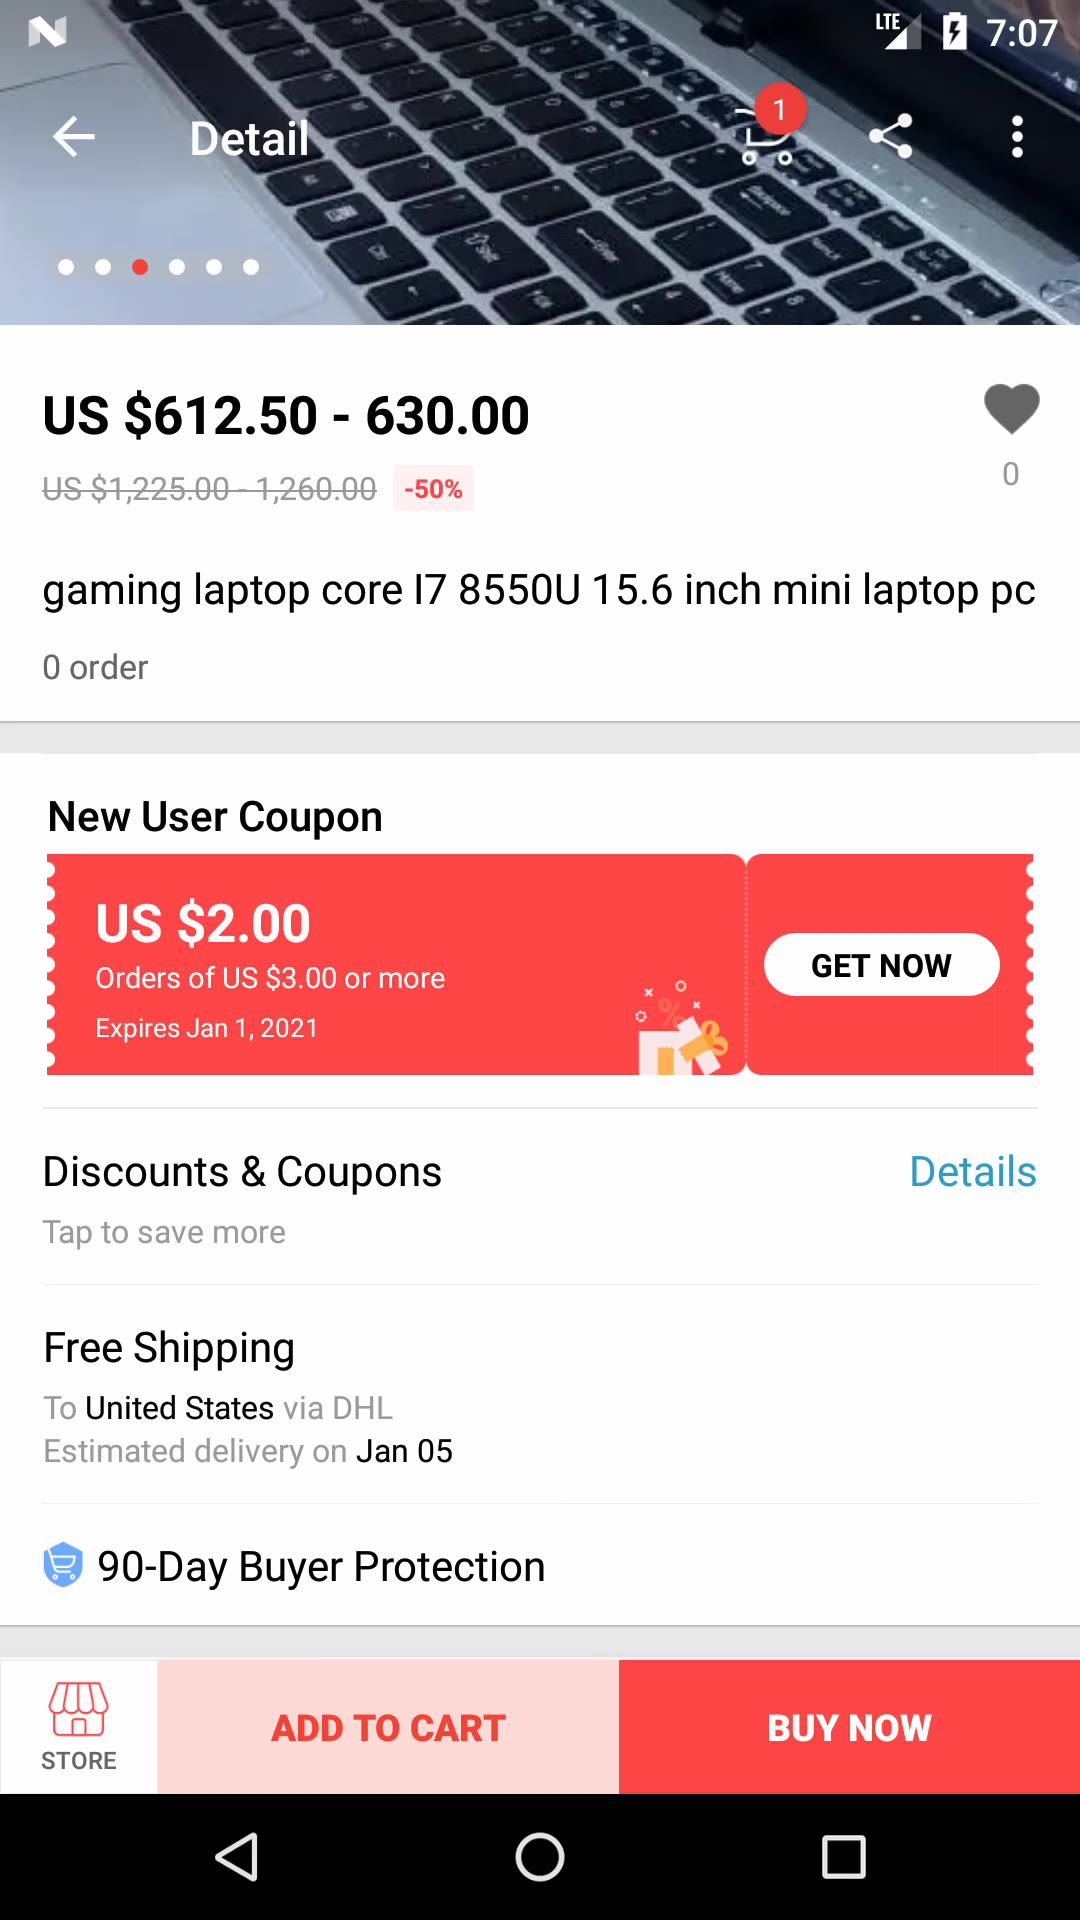 LTE 7:07
Detail
1
US $612.50 - 630.00
US $1,225.00 - 1,260.00 -50%
0
gaming laptop core I7 8550U 15.6 inch mini laptop pc
0 order
New User Coupon
US $2.00
Orders of US $3.00 or more
Expires Jan 1, 2021
GET NOW
Discounts & Coupons
Details
Tap to save more
Free Shipping
To United States via DHL
Estimated delivery on Jan 05
90-Day Buyer Protection
STORE
ADD TO CART
BUY NOW